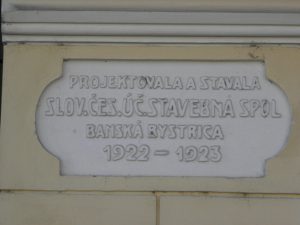 PROJEKTOVALA A STAVALA
SLOV. ČES. ÚČ. STAVEBNÁ SPOL
BANSKÁ BYSTRICA
1922 – 1923